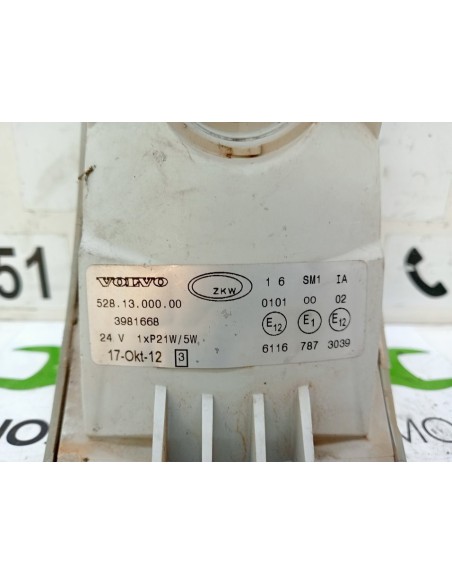 VOLVO ZKW 1 6 SM1 IA
528.13.000.00 0101 00 02
3981668 E12 E1 E12
24 V 1xP21W/5W 6116 787 3039
17-Okt-12 3
51